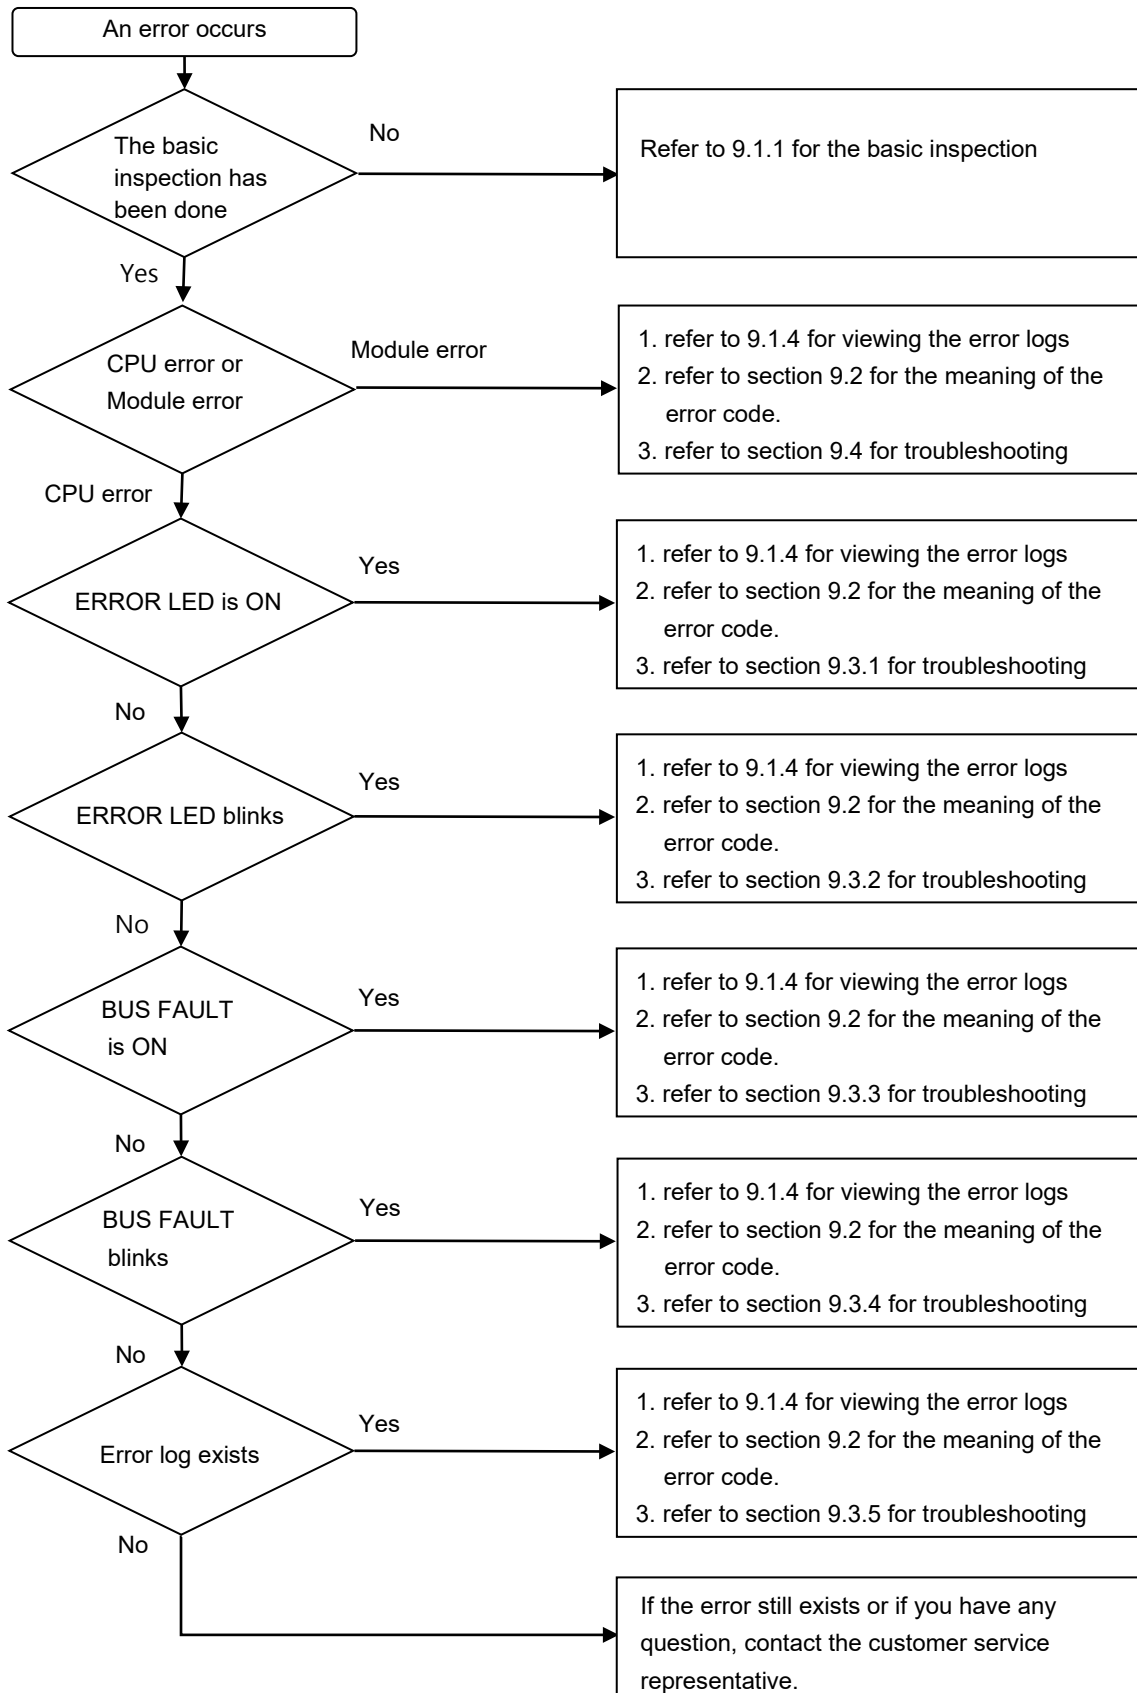 An error occurs
The basic
inspection has
been done
No
Refer to 9.1.1 for the basic inspection
Yes
CPU error or
Module error
Module error
1. refer to 9.1.4 for viewing the error logs
2. refer to section 9.2 for the meaning of the
error code.
3. refer to section 9.4 for troubleshooting
CPU error
ERROR LED is ON
Yes
1. refer to 9.1.4 for viewing the error logs
2. refer to section 9.2 for the meaning of the
error code.
3. refer to section 9.3.1 for troubleshooting
No
ERROR LED blinks
Yes
1. refer to 9.1.4 for viewing the error logs
2. refer to section 9.2 for the meaning of the
error code.
3. refer to section 9.3.2 for troubleshooting
No
BUS FAULT
is ON
Yes
1. refer to 9.1.4 for viewing the error logs
2. refer to section 9.2 for the meaning of the
error code.
3. refer to section 9.3.3 for troubleshooting
No
BUS FAULT
blinks
Yes
1. refer to 9.1.4 for viewing the error logs
2. refer to section 9.2 for the meaning of the
error code.
3. refer to section 9.3.4 for troubleshooting
No
Error log exists
Yes
1. refer to 9.1.4 for viewing the error logs
2. refer to section 9.2 for the meaning of the
error code.
3. refer to section 9.3.5 for troubleshooting
No
If the error still exists or if you have any
question, contact the customer service
representative.